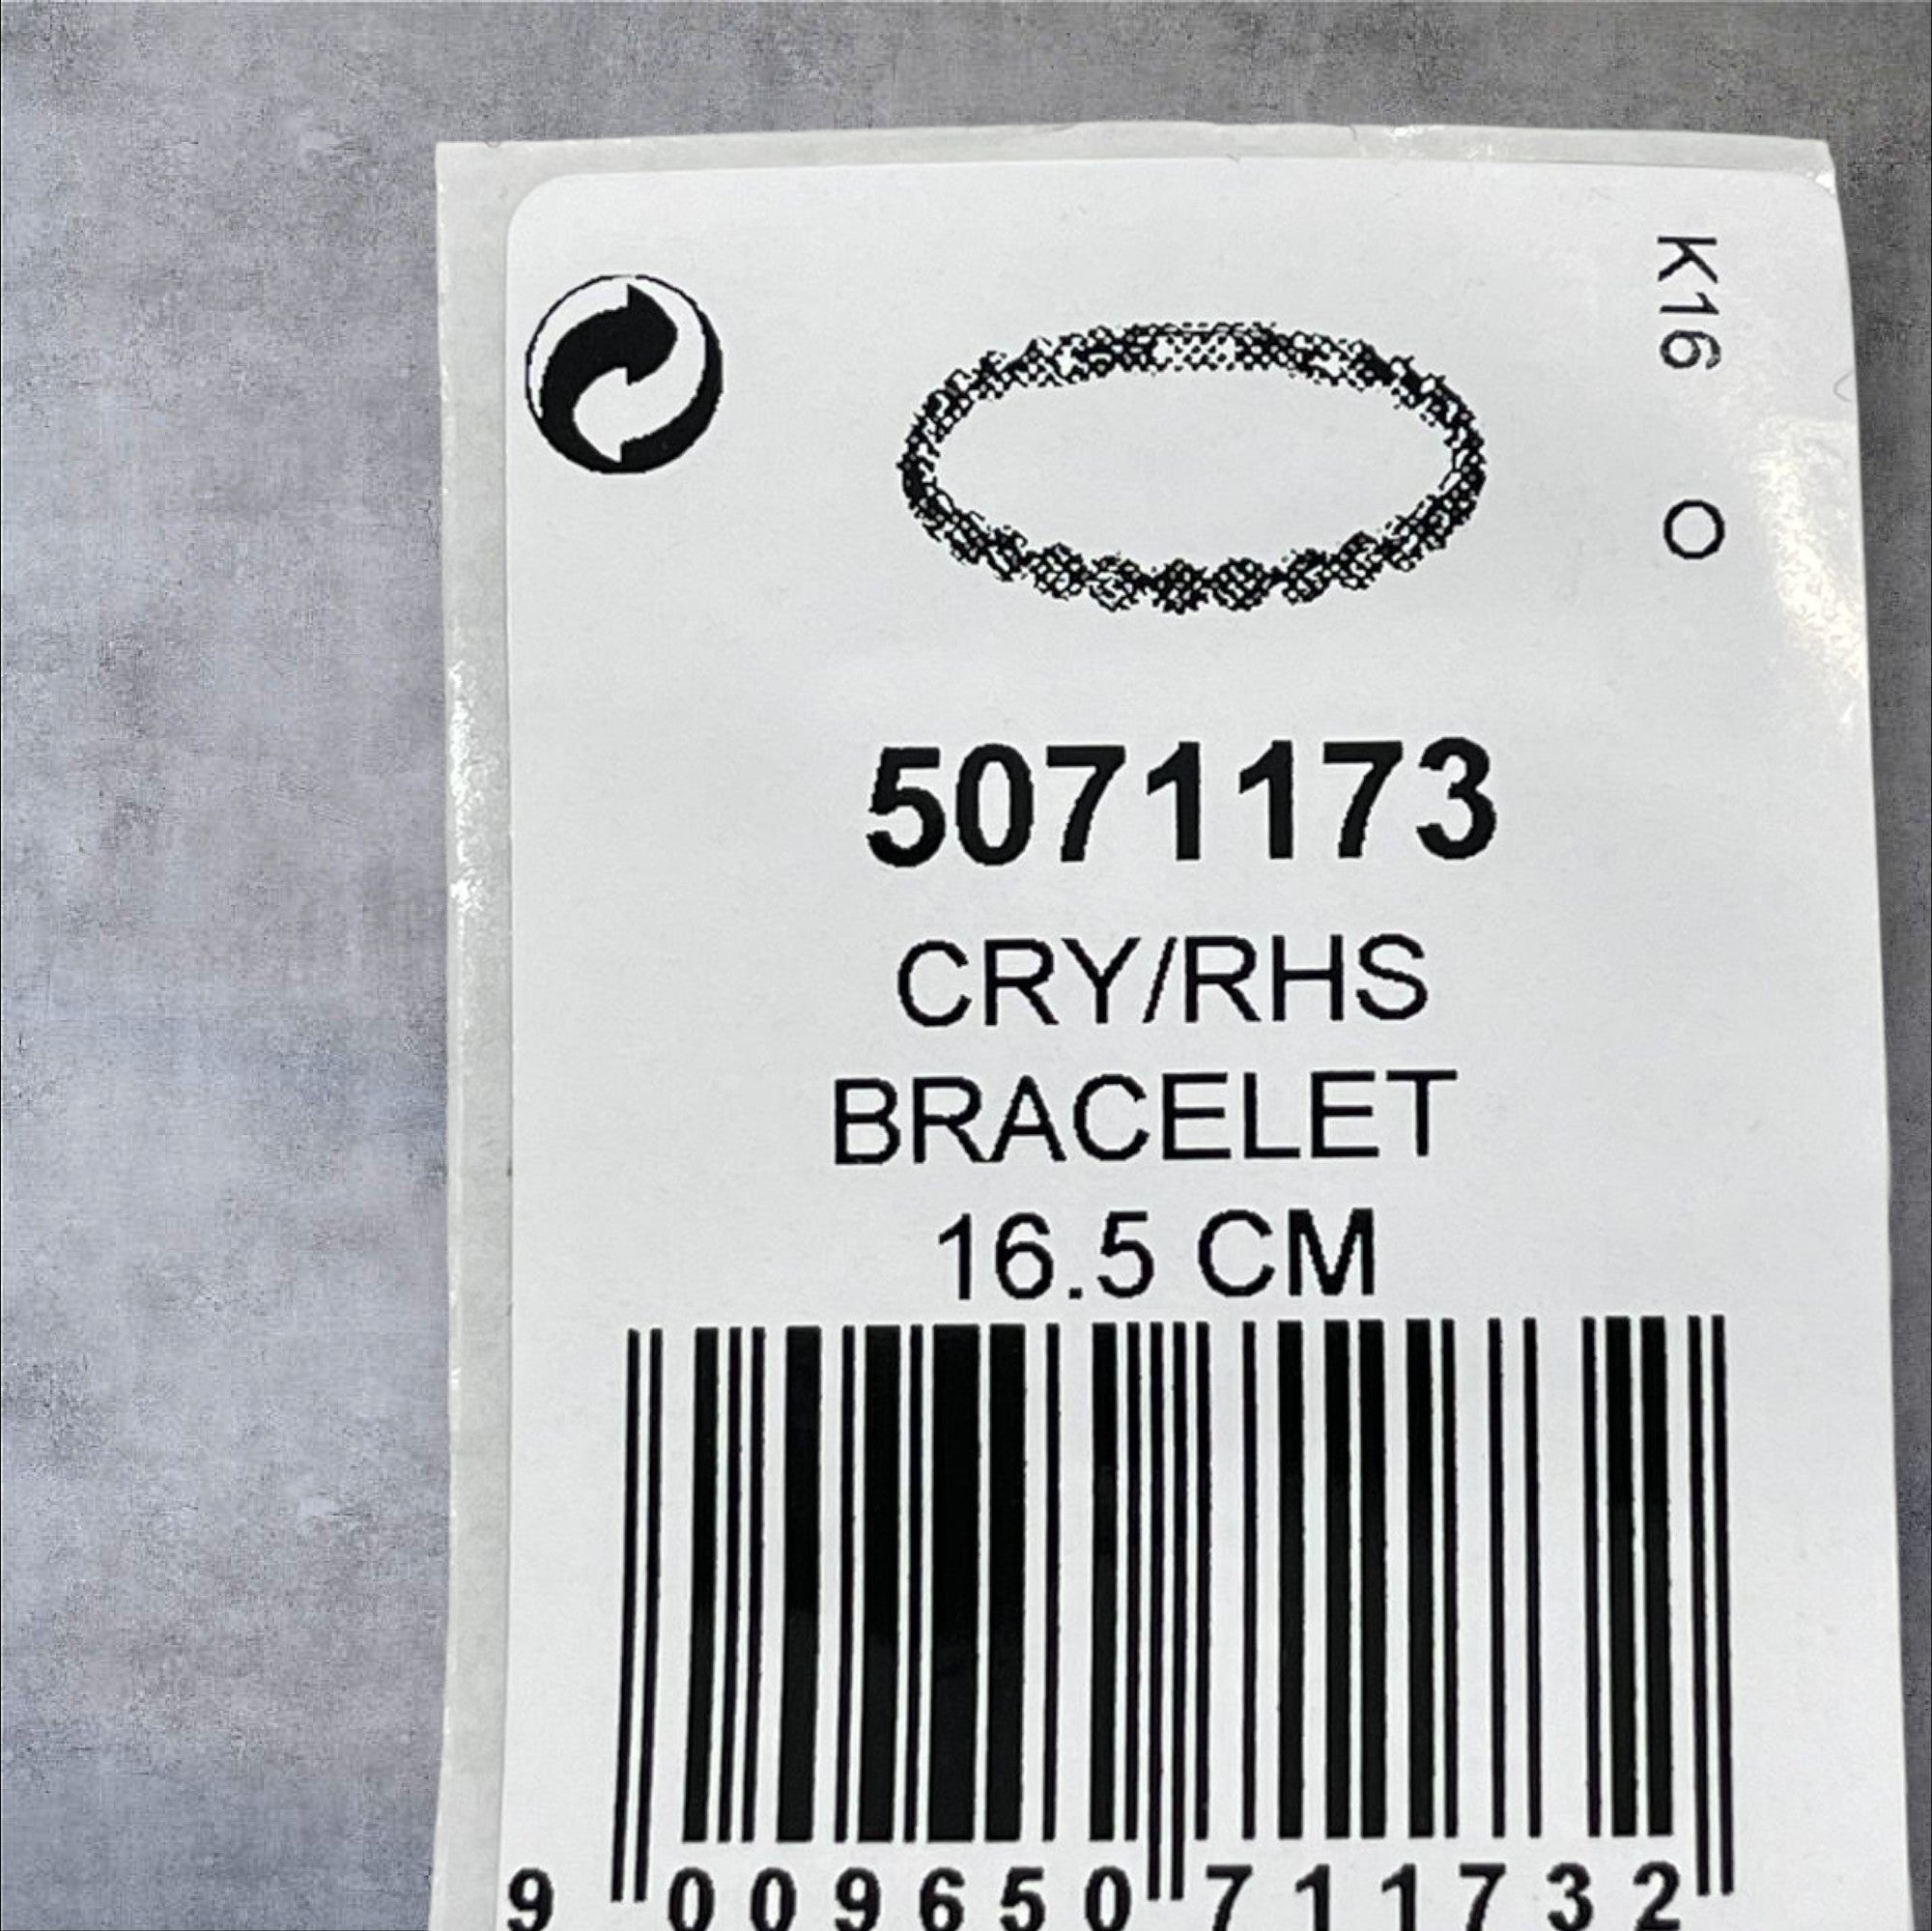 K16 O
5071173
CRY/RHS
BRACELET
16.5 CM
9 009650 711732